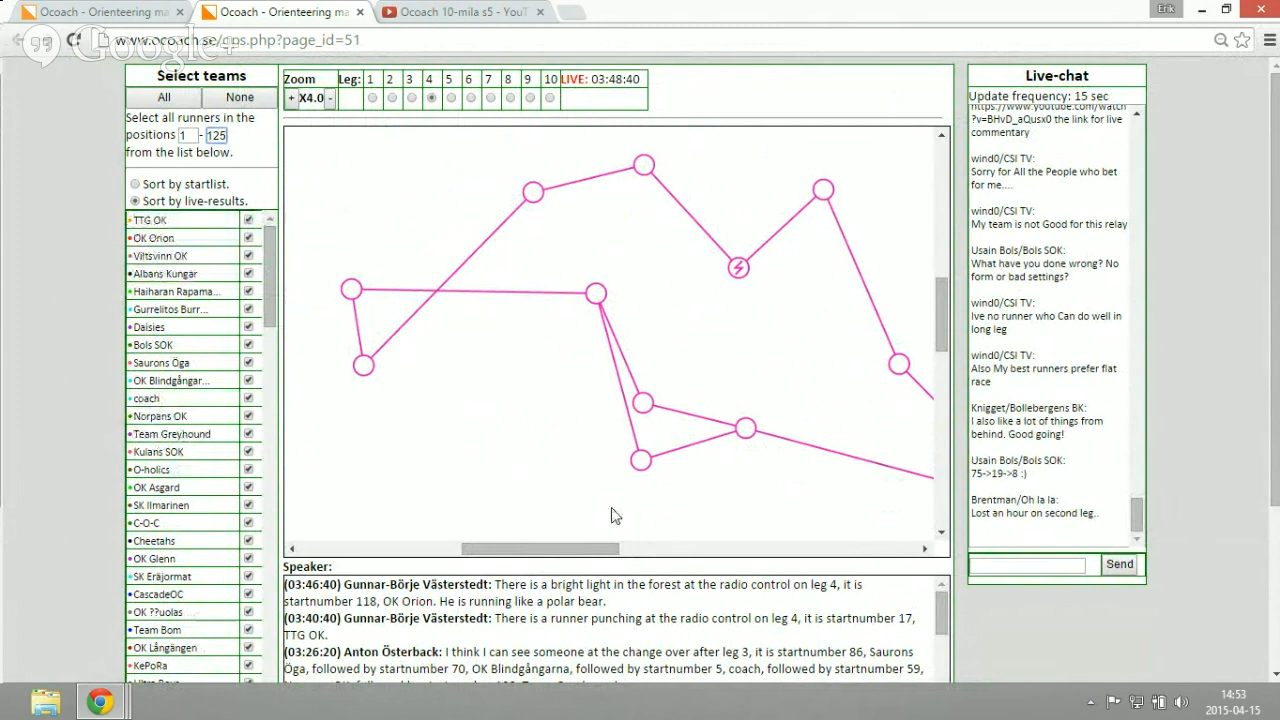 Ocoach - Orienteering ma
Ocoach - Orienteering ma
Ocoach 10-mila s5 - YouT
Erik
www.ocoach.se/gps.php?page_id=51
Google+
Select teams
All None
Select all runners in the
positions 1 - 125
from the list below.
Sort by startlist.
Sort by live-results.
TTG OK
OK Orion
Viltsvinn OK
Albans Kungar
Haiharan Rapama...
Gurrelitos Burr...
Daisies
Bols SOK
Saurons Öga
OK Blindgångar...
coach
Norpans OK
Team Greyhound
Kulans SOK
O-holics
OK Asgard
SK Ilmarinen
C-O-C
Cheetahs
OK Glenn
SK Eräjormat
CascadeOC
OK ??uolas
Team Bom
OK Långängen
KePoRa
Zoom Leg: 1 2 3 4 5 6 7 8 9 10 LIVE: 03:48:40
+ X4.0 -
Speaker:
(03:46:40) Gunnar-Börje Västerstedt: There is a bright light in the forest at the radio control on leg 4, it is
startnumber 118, OK Orion. He is running like a polar bear.
(03:40:40) Gunnar-Börje Västerstedt: There is a runner punching at the radio control on leg 4, it is startnumber 17,
TTG OK.
(03:26:20) Anton Österback: I think I can see someone at the change over after leg 3, it is startnumber 86, Saurons
Öga, followed by startnumber 70, OK Blindgångarna, followed by startnumber 5, coach, followed by startnumber 59,
Live-chat
Update frequency: 15 sec
https://www.youtube.com/watch
?v=BHvD_aQusx0 the link for live
commentary
wind0/CSI TV:
Sorry for All the People who bet
for me....
wind0/CSI TV:
My team is not Good for this relay
Usain Bols/Bols SOK:
What have you done wrong? No
form or bad settings?
wind0/CSI TV:
Ive no runner who Can do well in
long leg
wind0/CSI TV:
Also My best runners prefer flat
race
Knigget/Bollebergens BK:
I also like a lot of things from
behind. Good going!
Usain Bols/Bols SOK:
75->19->8 :)
Brentman/Oh la la:
Lost an hour on second leg..
Send
14:53
2015-04-15